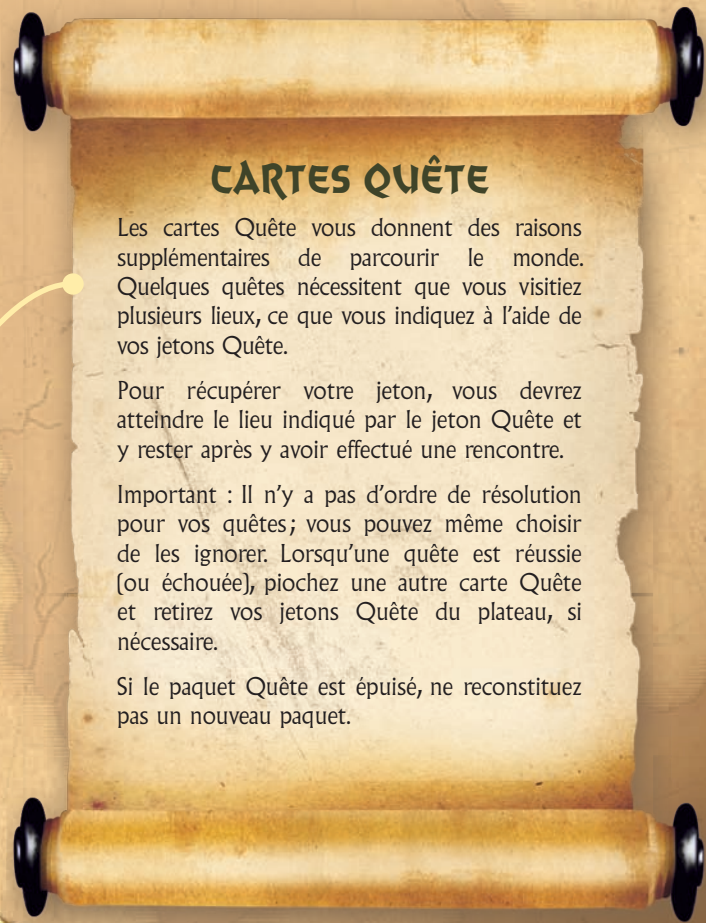 CARTES QUÊTE
Les cartes Quête vous donnent des raisons
supplémentaires de parcourir le monde.
Quelques quêtes nécessitent que vous visitiez
plusieurs lieux, ce que vous indiquez à l’aide de
vos jetons Quête.
Pour récupérer votre jeton, vous devrez
atteindre le lieu indiqué par le jeton Quête et
y rester après y avoir effectué une rencontre.
Important : Il n’y a pas d’ordre de résolution
pour vos quêtes ; vous pouvez même choisir
de les ignorer. Lorsqu’une quête est réussie
(ou échouée), piochez une autre carte Quête
et retirez vos jetons Quête du plateau, si
nécessaire.
Si le paquet Quête est épuisé, ne reconstituez
pas un nouveau paquet.